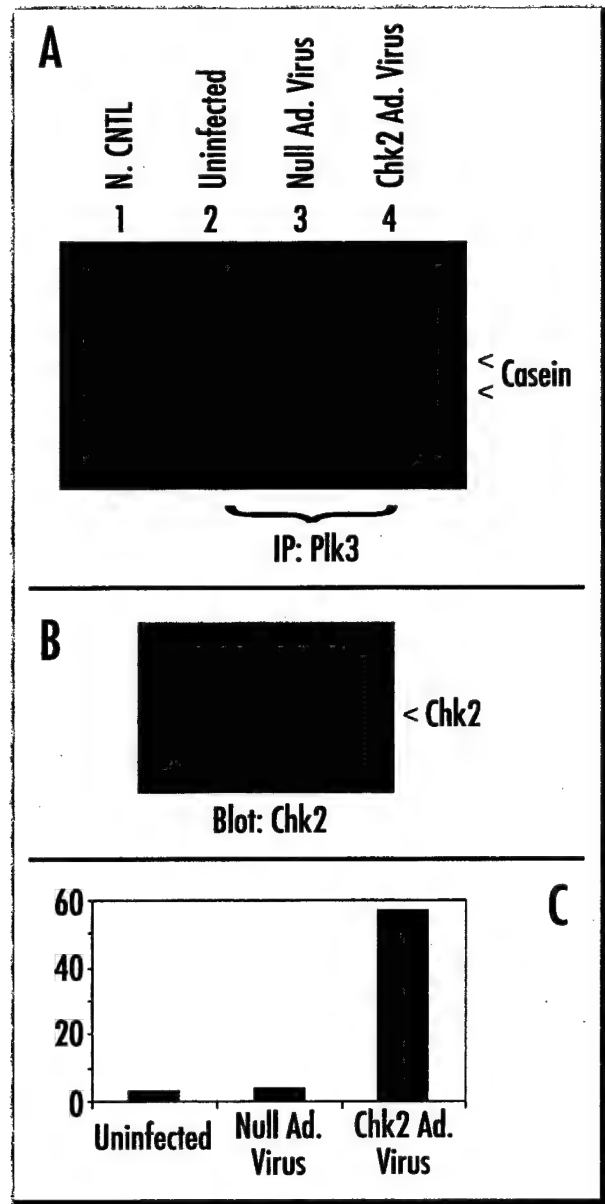 A
N. CNTL
Uninfected
Null Ad. Virus
Chk2 Ad. Virus
1 2 3 4
< Casein
<
IP: Plk3
B
< Chk2
Blot: Chk2
C
60
40
20
0
Uninfected
Null Ad.
Virus
Chk2 Ad.
Virus